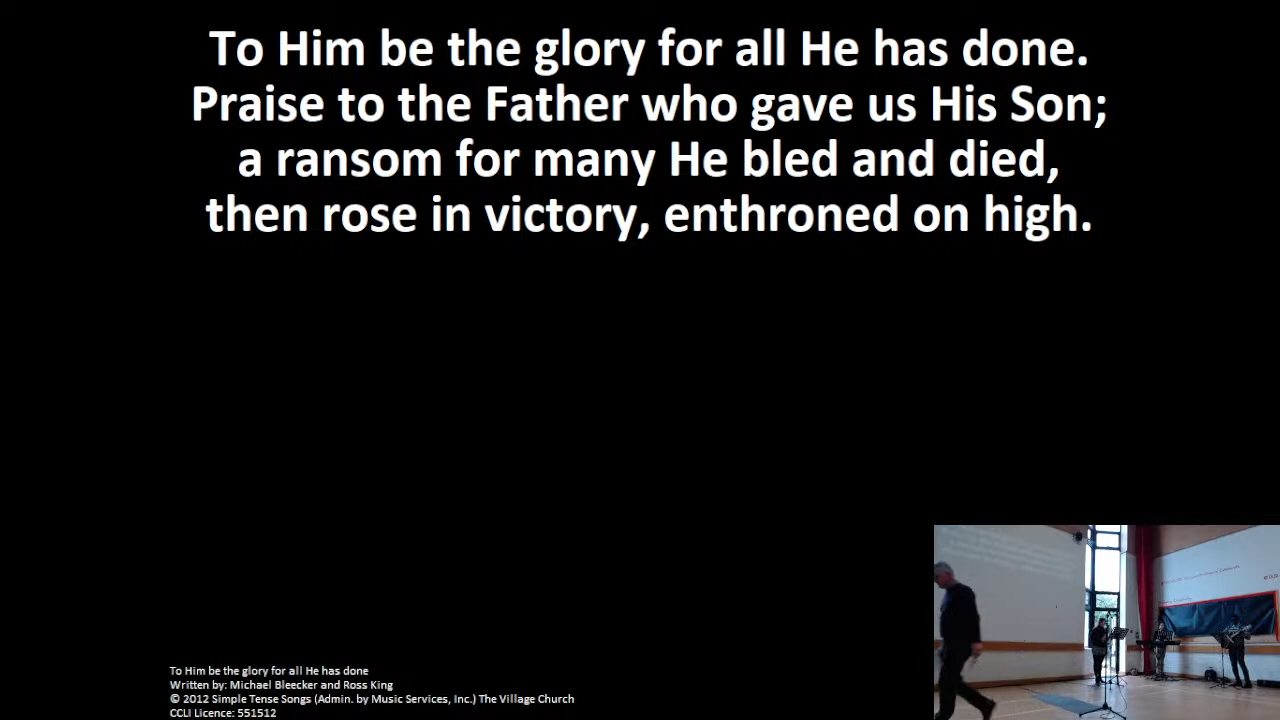 To Him be the glory for all He has done.
Praise to the Father who gave us His Son;
a ransom for many He bled and died,
then rose in victory, enthroned on high.
To Him be the glory for all He has done
Written by: Michael Bleecker and Ross King
© 2012 Simple Tense Songs (Admin. by Music Services, Inc.) The Village Church
CCLI Licence: 551512